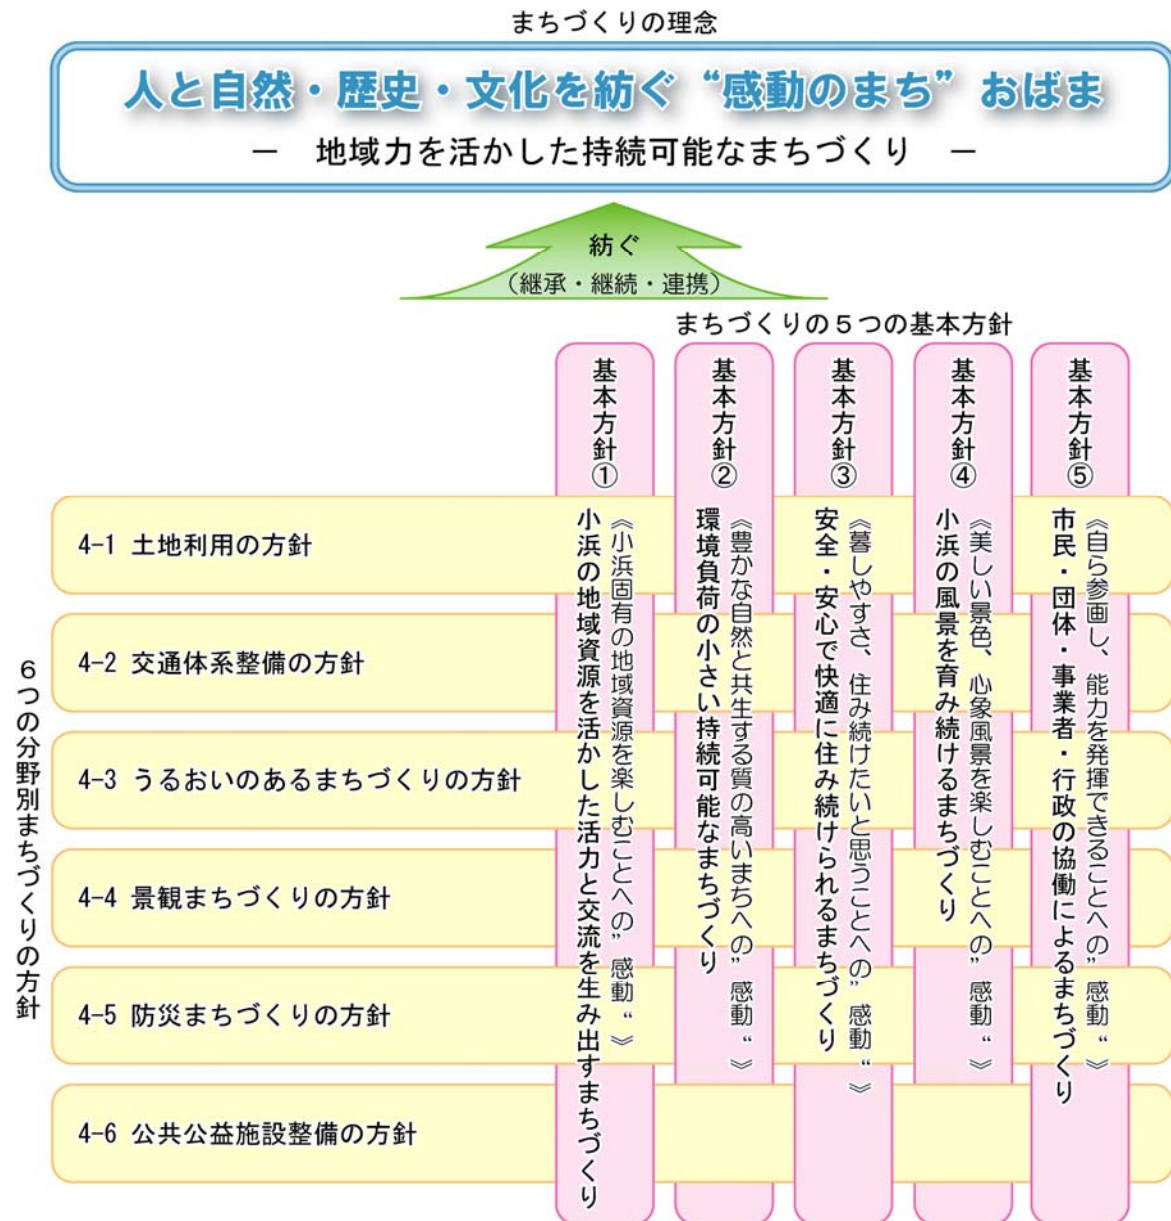 まちづくりの理念
人と自然・歴史・文化を紡ぐ“感動のまち”おばま
－ 地域力を活かした持続可能なまちづくり －
紡ぐ
（継承・継続・連携）
まちづくりの５つの基本方針
基本方針①
《小浜固有の地域資源を楽しむことへの”感動“》
小浜の地域資源を活かした活力と交流を生み出すまちづくり
基本方針②
《豊かな自然と共生する質の高いまちへの”感動“》
環境負荷の小さい持続可能なまちづくり
基本方針③
《暮しやすさ、住み続けたいと思うことへの”感動“》
安全・安心で快適に住み続けられるまちづくり
基本方針④
《美しい景色、心象風景を楽しむことへの”感動“》
小浜の風景を育み続けるまちづくり
基本方針⑤
《自ら参画し、能力を発揮できることへの”感動“》
市民・団体・事業者・行政の協働によるまちづくり
６つの分野別まちづくりの方針
4-1 土地利用の方針
4-2 交通体系整備の方針
4-3 うるおいのあるまちづくりの方針
4-4 景観まちづくりの方針
4-5 防災まちづくりの方針
4-6 公共公益施設整備の方針